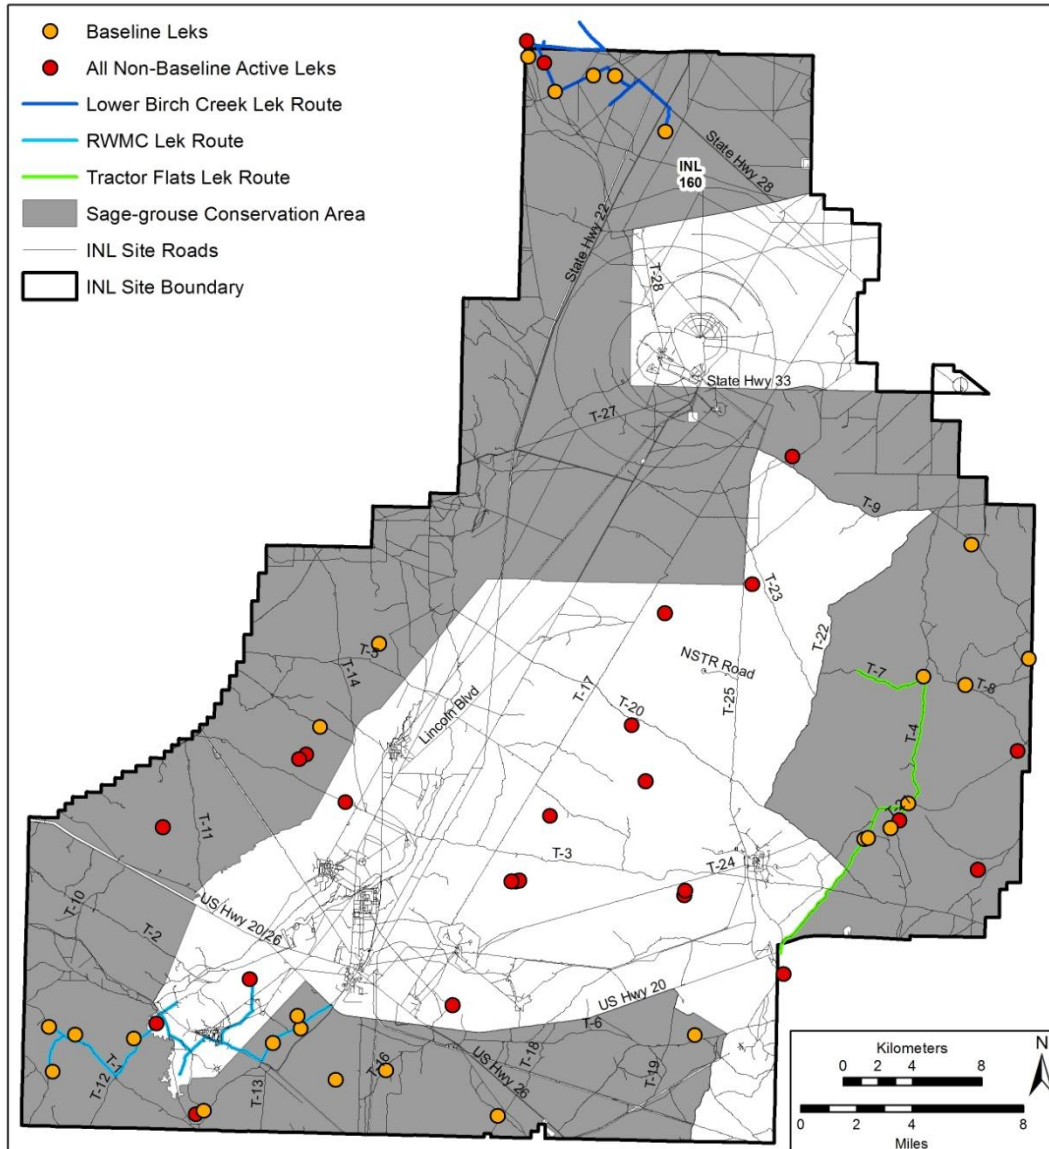 Baseline Leks
All Non-Baseline Active Leks
Lower Birch Creek Lek Route
RWMC Lek Route
Tractor Flats Lek Route
Sage-grouse Conservation Area
INL Site Roads
INL Site Boundary
State Hwy 28
INL
160
State Hwy 22
T-28
State Hwy 33
T-27
T-9
T-23
T-22
T-5
T-14
NSTR Road
T-7
T-8
T-17
T-25
T-20
Lincoln Blvd
T-4
T-11
T-3
T-24
T-10
T-2
US Hwy 20/26
US Hwy 20
T-6
T-1
T-12
T-13
T-16
US Hwy 26
T-18
T-19
Kilometers
0 2 4 8
N
0 2 4 8
Miles